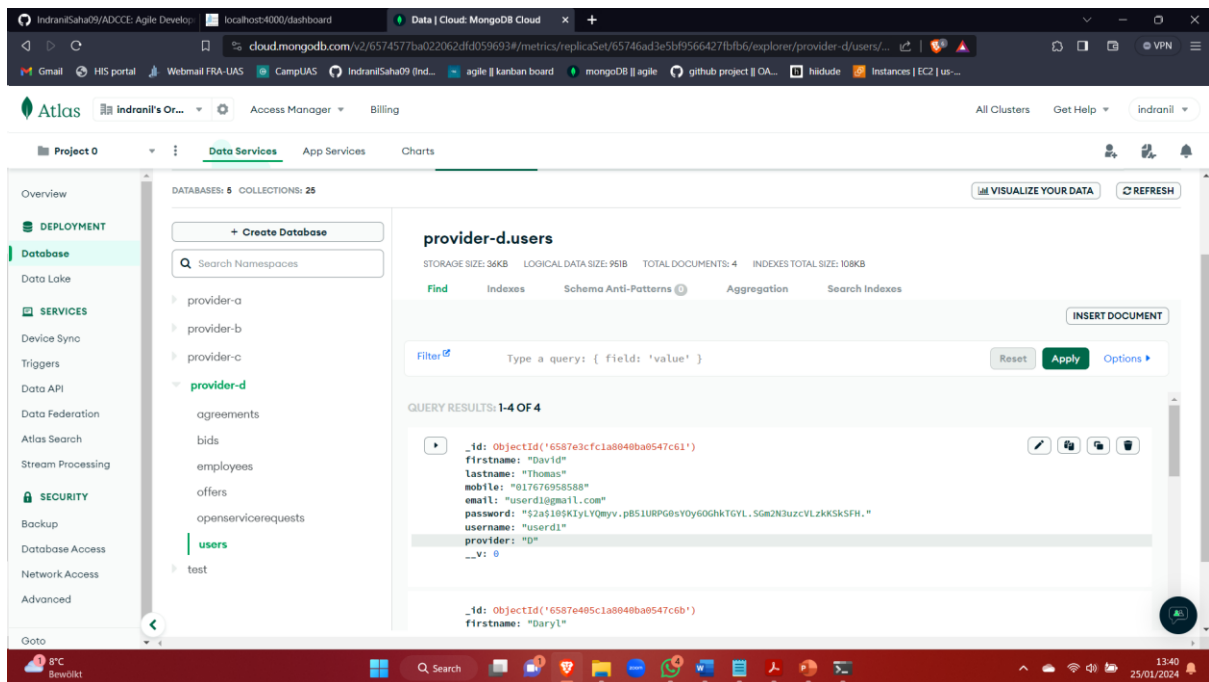 IndranilSaha09/ADCCE: Agile Develop
localhost:4000/dashboard
Data | Cloud: MongoDB Cloud
cloud.mongodb.com/v2/6574577ba022062dfd059693#/metrics/replicaSet/65746ad3e5bf9566427fbfb6/explorer/provider-d/users/...
VPN
Gmail
HIS portal
Webmail FRA-UAS
CampUAS
IndranilSaha09 (Ind...
agile || kanban board
mongoDB || agile
github project || OA...
hiidude
Instances | EC2 | us-...
Atlas
indranil's Or...
Access Manager
Billing
All Clusters
Get Help
indranil
Project 0
Data Services
App Services
Charts
Overview
DEPLOYMENT
Database
Data Lake
SERVICES
Device Sync
Triggers
Data API
Data Federation
Atlas Search
Stream Processing
SECURITY
Backup
Database Access
Network Access
Advanced
Goto
DATABASES: 5 COLLECTIONS: 25
VISUALIZE YOUR DATA
REFRESH
+ Create Database
Search Namespaces
provider-a
provider-b
provider-c
provider-d
agreements
bids
employees
offers
openservicerequests
users
test
provider-d.users
STORAGE SIZE: 36KB LOGICAL DATA SIZE: 951B TOTAL DOCUMENTS: 4 INDEXES TOTAL SIZE: 108KB
Find
Indexes
Schema Anti-Patterns 0
Aggregation
Search Indexes
INSERT DOCUMENT
Filter
Type a query: { field: 'value' }
Reset
Apply
Options
QUERY RESULTS: 1-4 OF 4
_id: ObjectId('6587e3cfc1a8040ba0547c61')
firstname: "David"
lastname: "Thomas"
mobile: "017676958588"
email: "userd1@gmail.com"
password: "$2a$10$KIyLYQmyv.pB51URPG0sYOy6OGhkTGYL.SGm2N3uzcVLzkKSkSFH."
username: "userd1"
provider: "D"
__v: 0
_id: ObjectId('6587e405c1a8040ba0547c6b')
firstname: "Daryl"
8°C
Bewölkt
Search
13:40
25/01/2024